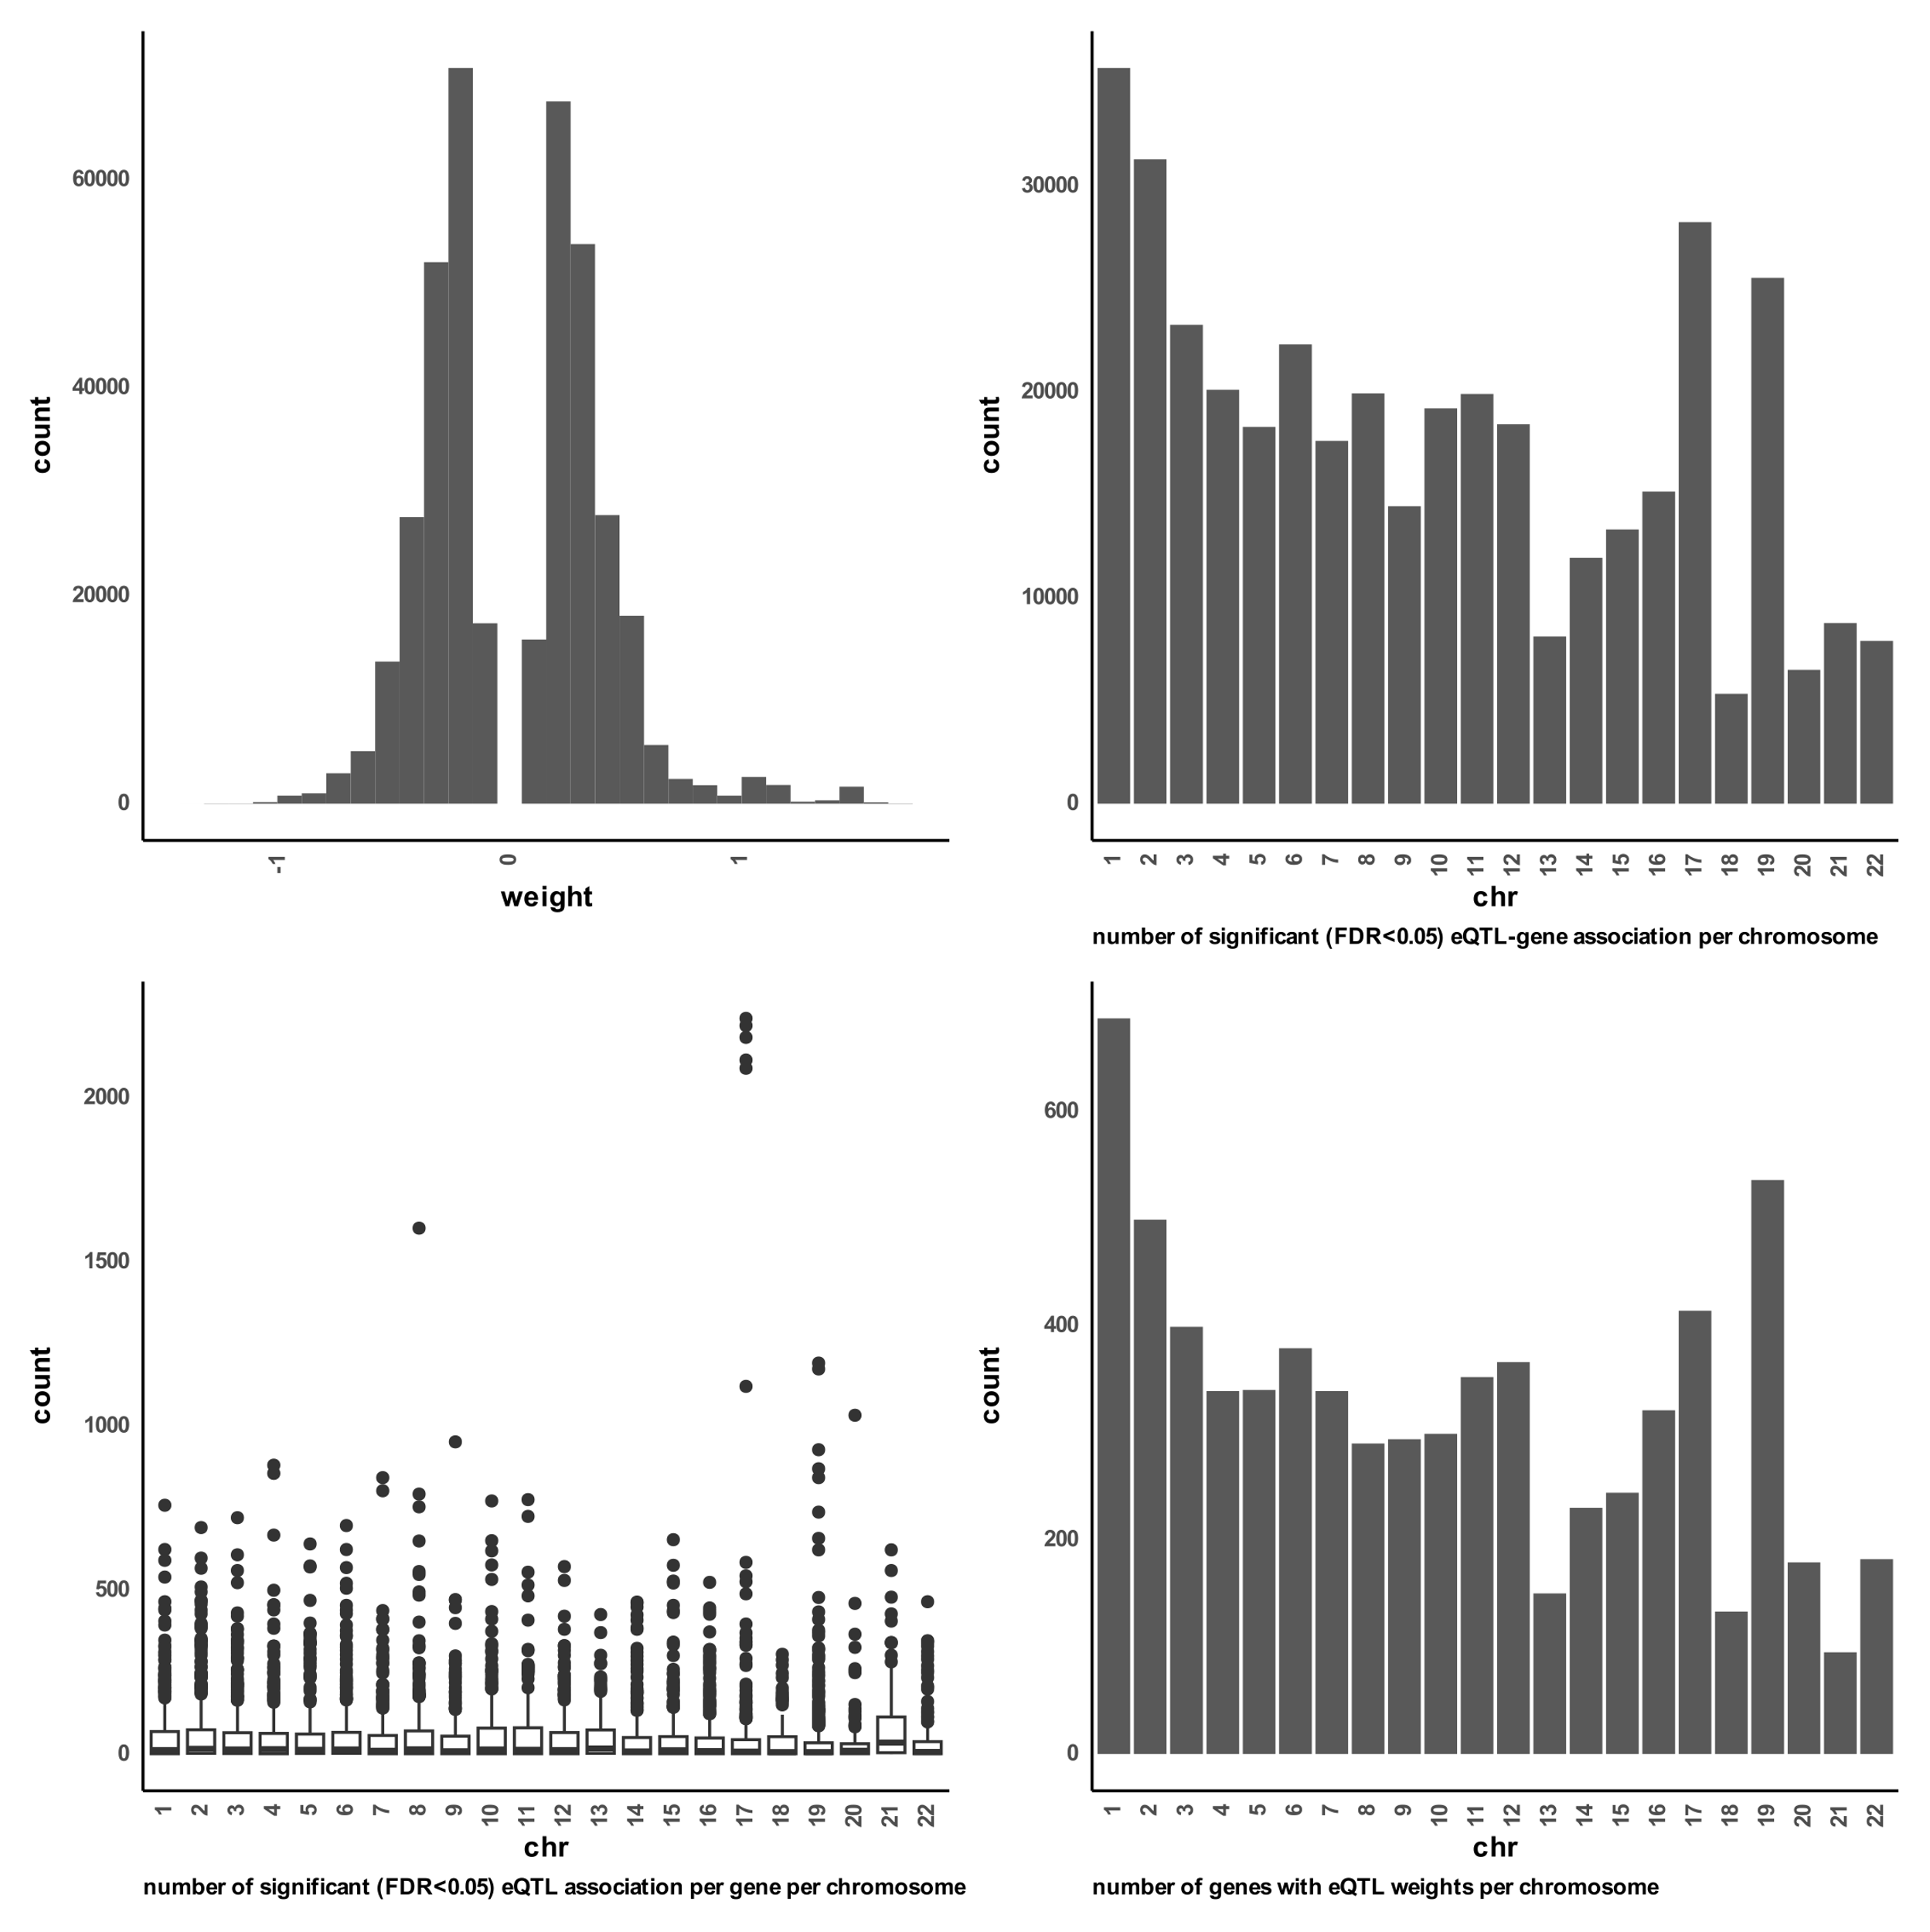 60000
40000
20000
0
count
-1
0
1
weight
30000
20000
10000
0
count
1 2 3 4 5 6 7 8 9 10 11 12 13 14 15 16 17 18 19 20 21 22
chr
number of significant (FDR<0.05) eQTL-gene association per chromosome
2000
1500
1000
500
0
count
1 2 3 4 5 6 7 8 9 10 11 12 13 14 15 16 17 18 19 20 21 22
chr
number of significant (FDR<0.05) eQTL association per gene per chromosome
600
400
200
0
count
1 2 3 4 5 6 7 8 9 10 11 12 13 14 15 16 17 18 19 20 21 22
chr
number of genes with eQTL weights per chromosome